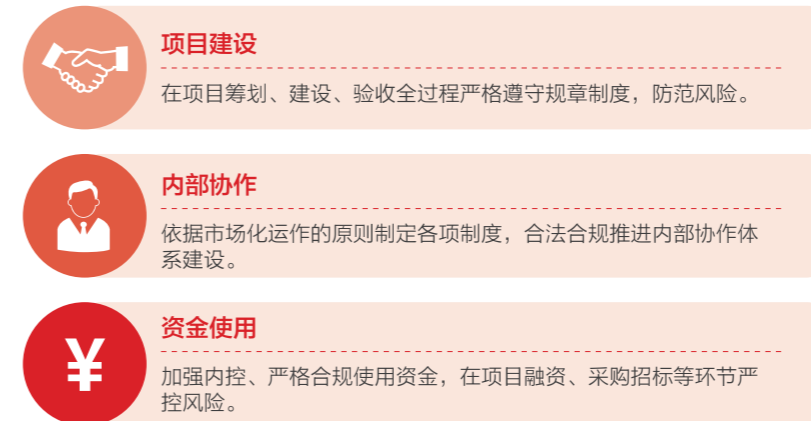 项目建设
在项目筹划、建设、验收全过程严格遵守规章制度，防范风险。
内部协作
依据市场化运作的原则制定各项制度，合法合规推进内部协作体
系建设。
¥
资金使用
加强内控、严格合规使用资金，在项目融资、采购招标等环节严
控风险。